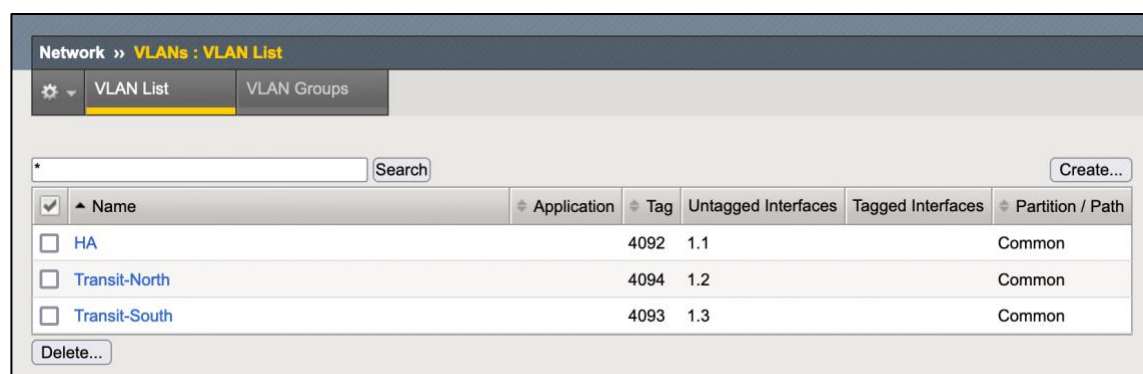 Network ›› VLANs : VLAN List
VLAN List VLAN Groups
* Search Create...
Name Application Tag Untagged Interfaces Tagged Interfaces Partition / Path
HA 4092 1.1 Common
Transit-North 4094 1.2 Common
Transit-South 4093 1.3 Common
Delete...